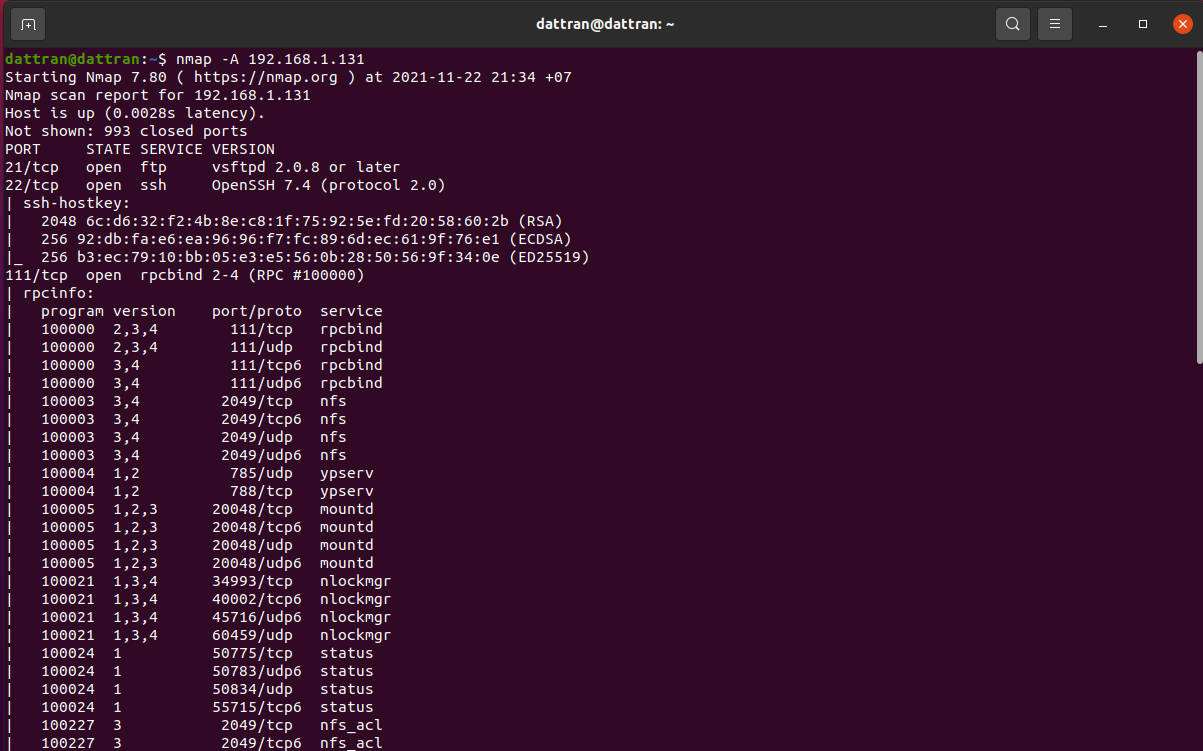 dattran@dattran: ~
dattran@dattran:~$ nmap -A 192.168.1.131
Starting Nmap 7.80 ( https://nmap.org ) at 2021-11-22 21:34 +07
Nmap scan report for 192.168.1.131
Host is up (0.0028s latency).
Not shown: 993 closed ports
PORT     STATE SERVICE VERSION
21/tcp   open  ftp     vsftpd 2.0.8 or later
22/tcp   open  ssh     OpenSSH 7.4 (protocol 2.0)
| ssh-hostkey:
|   2048 6c:d6:32:f2:4b:8e:c8:1f:75:92:5e:fd:20:58:60:2b (RSA)
|   256 92:db:fa:e6:ea:96:96:f7:fc:89:6d:ec:61:9f:76:e1 (ECDSA)
|_  256 b3:ec:79:10:bb:05:e3:e5:56:0b:28:50:56:9f:34:0e (ED25519)
111/tcp  open  rpcbind 2-4 (RPC #100000)
| rpcinfo:
|   program version    port/proto  service
|   100000  2,3,4        111/tcp   rpcbind
|   100000  2,3,4        111/udp   rpcbind
|   100000  3,4          111/tcp6  rpcbind
|   100000  3,4          111/udp6  rpcbind
|   100003  3,4         2049/tcp   nfs
|   100003  3,4         2049/tcp6  nfs
|   100003  3,4         2049/udp   nfs
|   100003  3,4         2049/udp6  nfs
|   100004  1,2          785/udp   ypserv
|   100004  1,2          788/tcp   ypserv
|   100005  1,2,3      20048/tcp   mountd
|   100005  1,2,3      20048/tcp6  mountd
|   100005  1,2,3      20048/udp   mountd
|   100005  1,2,3      20048/udp6  mountd
|   100021  1,3,4      34993/tcp   nlockmgr
|   100021  1,3,4      40002/tcp6  nlockmgr
|   100021  1,3,4      45716/udp6  nlockmgr
|   100021  1,3,4      60459/udp   nlockmgr
|   100024  1          50775/tcp   status
|   100024  1          50783/udp6  status
|   100024  1          50834/udp   status
|   100024  1          55715/tcp6  status
|   100227  3           2049/tcp   nfs_acl
|   100227  3           2049/tcp6  nfs_acl